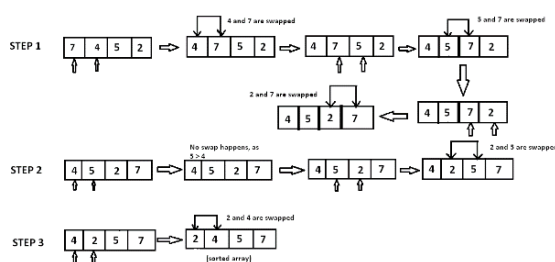 4 and 7 are swapped
5 and 7 are swapped
STEP 1
7 4 5 2
4 7 5 2
4 7 5 2
4 5 7 2
2 and 7 are swapped
4 5 2 7
4 5 7 2
No swap happens, as
5 > 4
2 and 5 are swapped
STEP 2
4 5 2 7
4 5 2 7
4 5 2 7
4 2 5 7
2 and 4 are swapped
STEP 3
4 2 5 7
2 4 5 7
(sorted array)